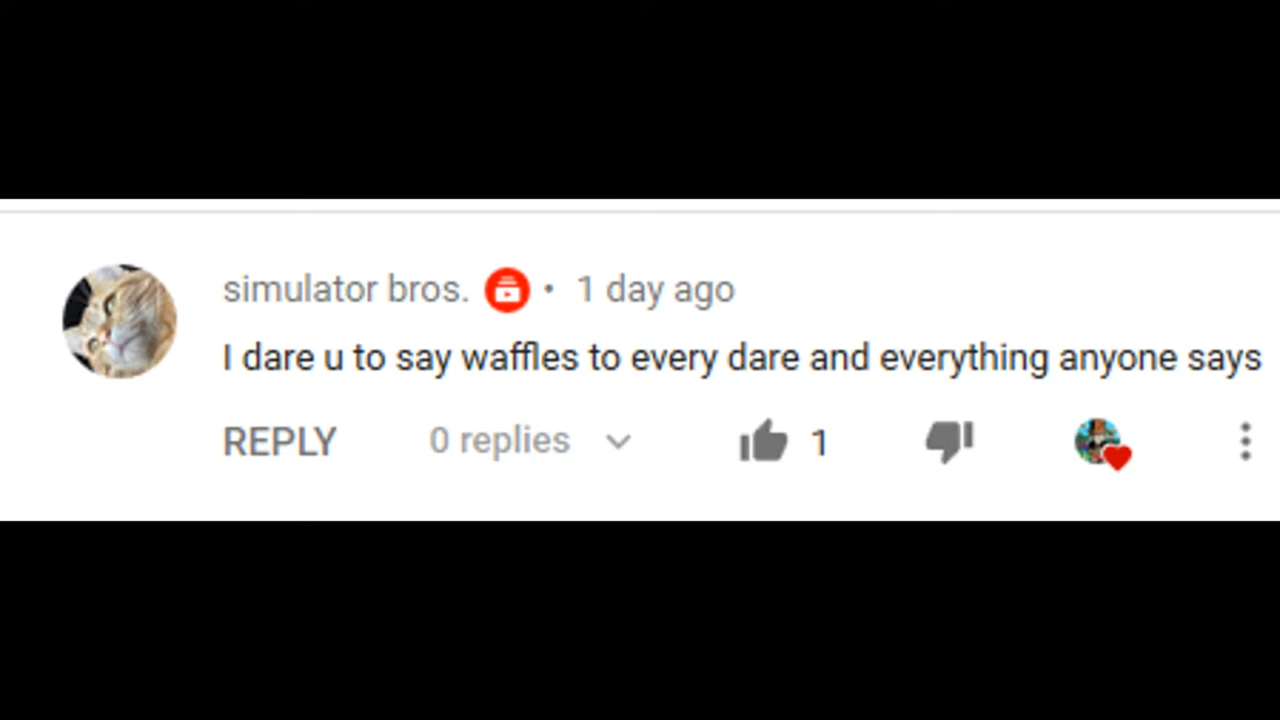 simulator bros. • 1 day ago
I dare u to say waffles to every dare and everything anyone says
REPLY 0 replies 1